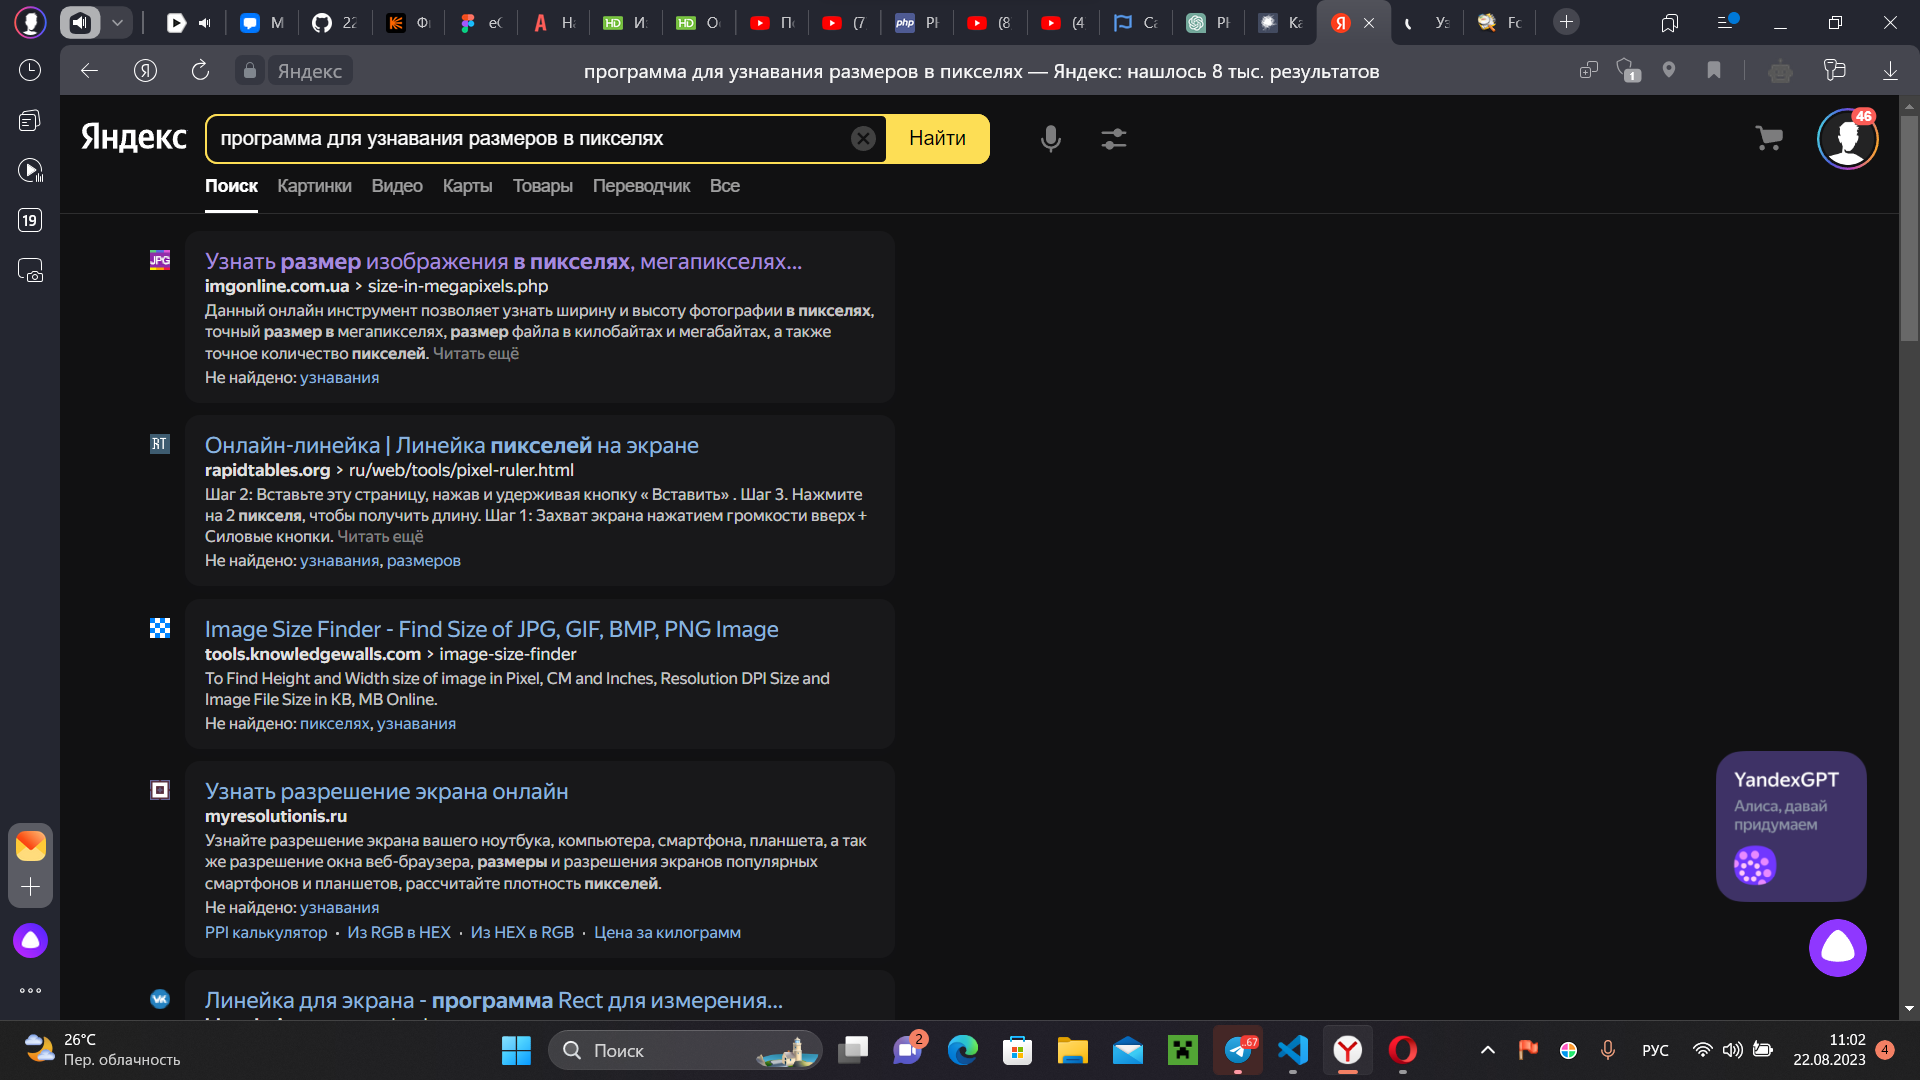 М
22
Ф
eC
На
Из
О
П
(7
php
PH
(8
(4
Са
PH
Ка
Я
Уз
Fc
Я
Яндекс
программа для узнавания размеров в пикселях — Яндекс: нашлось 8 тыс. результатов
1
Яндекс
программа для узнавания размеров в пикселях
Найти
46
Поиск Картинки Видео Карты Товары Переводчик Все
19
JPG
Узнать размер изображения в пикселях, мегапикселях...
imgonline.com.ua › size-in-megapixels.php
Данный онлайн инструмент позволяет узнать ширину и высоту фотографии в пикселях,
точный размер в мегапикселях, размер файла в килобайтах и мегабайтах, а также
точное количество пикселей. Читать ещё
Не найдено: узнавания
RT
Онлайн-линейка | Линейка пикселей на экране
rapidtables.org › ru/web/tools/pixel-ruler.html
Шаг 2: Вставьте эту страницу, нажав и удерживая кнопку « Вставить» . Шаг 3. Нажмите
на 2 пикселя, чтобы получить длину. Шаг 1: Захват экрана нажатием громкости вверх +
Силовые кнопки. Читать ещё
Не найдено: узнавания, размеров
Image Size Finder - Find Size of JPG, GIF, BMP, PNG Image
tools.knowledgewalls.com › image-size-finder
To Find Height and Width size of image in Pixel, CM and Inches, Resolution DPI Size and
Image File Size in KB, MB Online.
Не найдено: пикселях, узнавания
Узнать разрешение экрана онлайн
myresolutionis.ru
Узнайте разрешение экрана вашего ноутбука, компьютера, смартфона, планшета, а так
же разрешение окна веб-браузера, размеры и разрешения экранов популярных
смартфонов и планшетов, рассчитайте плотность пикселей.
Не найдено: узнавания
PPI калькулятор · Из RGB в HEX · Из HEX в RGB · Цена за килограмм
Линейка для экрана - программа Rect для измерения...
YandexGPT
Алиса, давай
придумаем
26°C
Пер. облачность
Поиск
2
67
РУС
11:02
22.08.2023
4